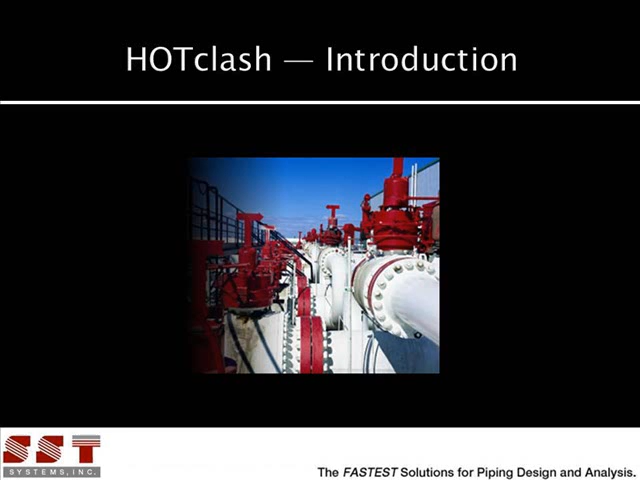 HOTclash — Introduction
SST
SYSTEMS, INC.
The FASTEST Solutions for Piping Design and Analysis.